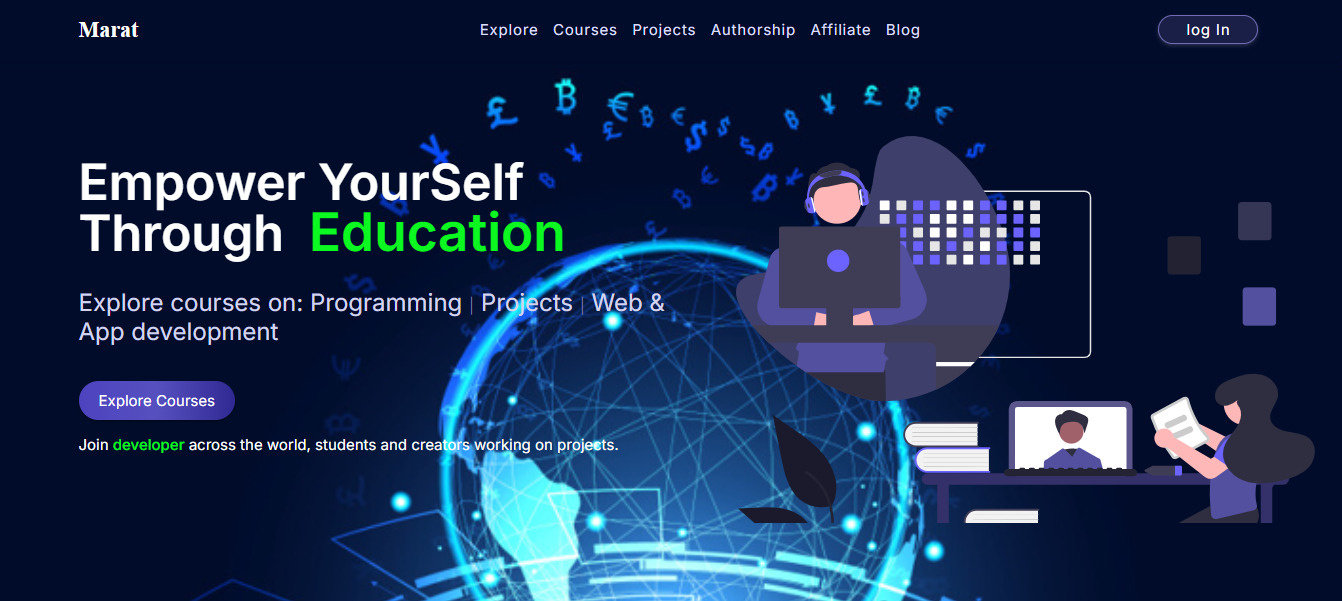 Marat
Explore Courses Projects Authorship Affiliate Blog
log In
Empower YourSelf
Through Education
Explore courses on: Programming | Projects | Web &
App development
Explore Courses
Join developer across the world, students and creators working on projects.